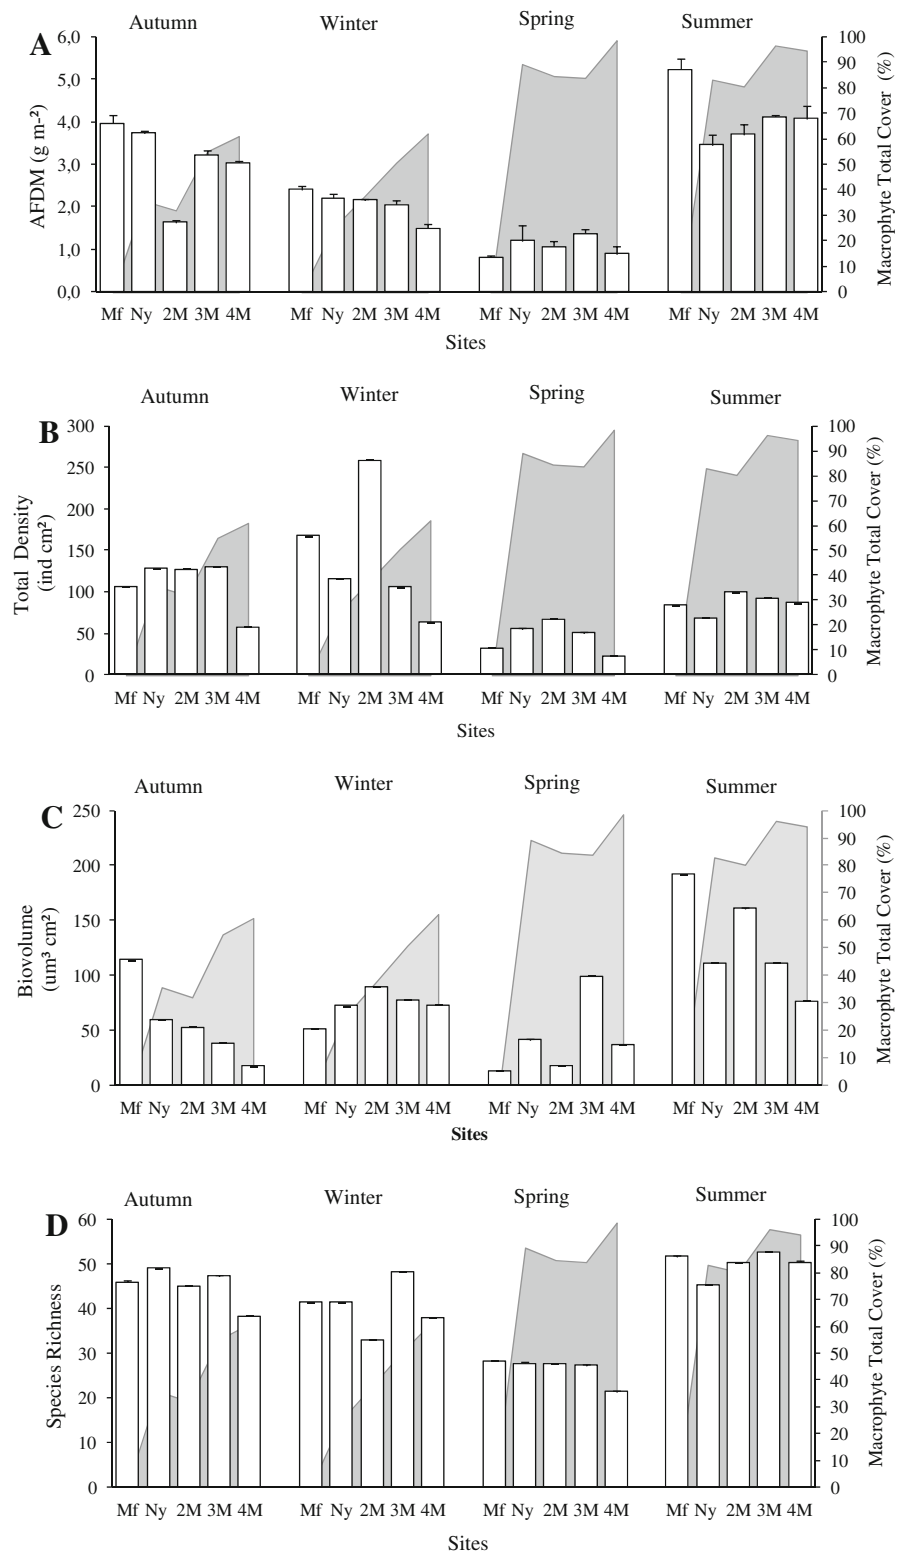 Autumn Winter Spring Summer
A
6,0 5,0 4,0 3,0 2,0 1,0 0,0
AFDM (g m-²)
100 90 80 70 60 50 40 30 20 10 0
Macrophyte Total Cover (%)
Mf Ny 2M 3M 4M Mf Ny 2M 3M 4M Mf Ny 2M 3M 4M Mf Ny 2M 3M 4M
Sites
Autumn Winter Spring Summer
B
300 250 200 150 100 50 0
Total Density
(ind cm²)
100 90 80 70 60 50 40 30 20 10 0
Macrophyte Total Cover (%)
Mf Ny 2M 3M 4M Mf Ny 2M 3M 4M Mf Ny 2M 3M 4M Mf Ny 2M 3M 4M
Sites
Autumn Winter Spring Summer
C
250 200 150 100 50 0
Biovolume
(um³ cm²)
100 90 80 70 60 50 40 30 20 10 0
Macrophyte Total Cover (%)
Mf Ny 2M 3M 4M Mf Ny 2M 3M 4M Mf Ny 2M 3M 4M Mf Ny 2M 3M 4M
Sites
Autumn Winter Spring Summer
D
60 50 40 30 20 10 0
Species Richness
100 90 80 70 60 50 40 30 20 10 0
Macrophyte Total Cover (%)
Mf Ny 2M 3M 4M Mf Ny 2M 3M 4M Mf Ny 2M 3M 4M Mf Ny 2M 3M 4M
Sites